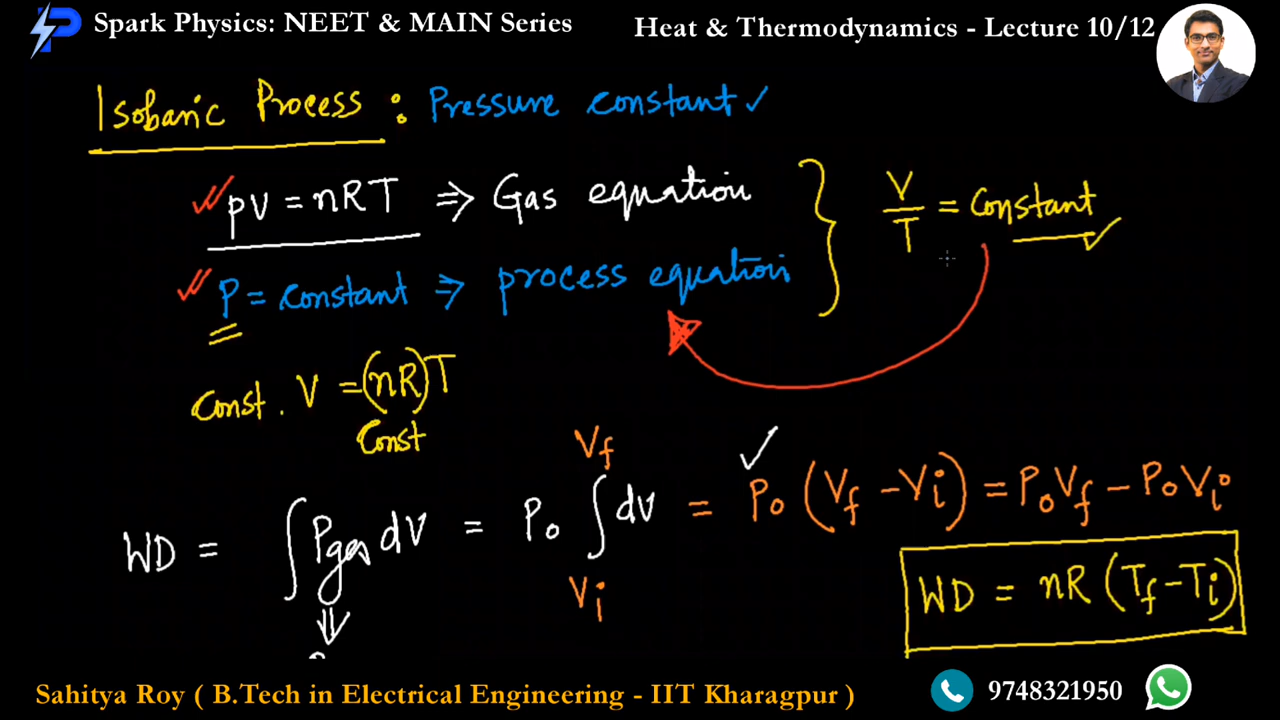 Spark Physics: NEET & MAIN Series
Heat & Thermodynamics - Lecture 10/12
Isobaric Process : Pressure constant ✓
pV = nRT ⇒ Gas equation
V/T = Constant
P = constant ⇒ process equation
Const. V = (nR)T
Const
WD = ∫ Pgas dV = P₀ ∫_{Vi}^{Vf} dV = P₀ (Vf - Vi) = P₀Vf - P₀Vi
WD = nR (Tf - Ti)
Sahitya Roy ( B.Tech in Electrical Engineering - IIT Kharagpur )
9748321950